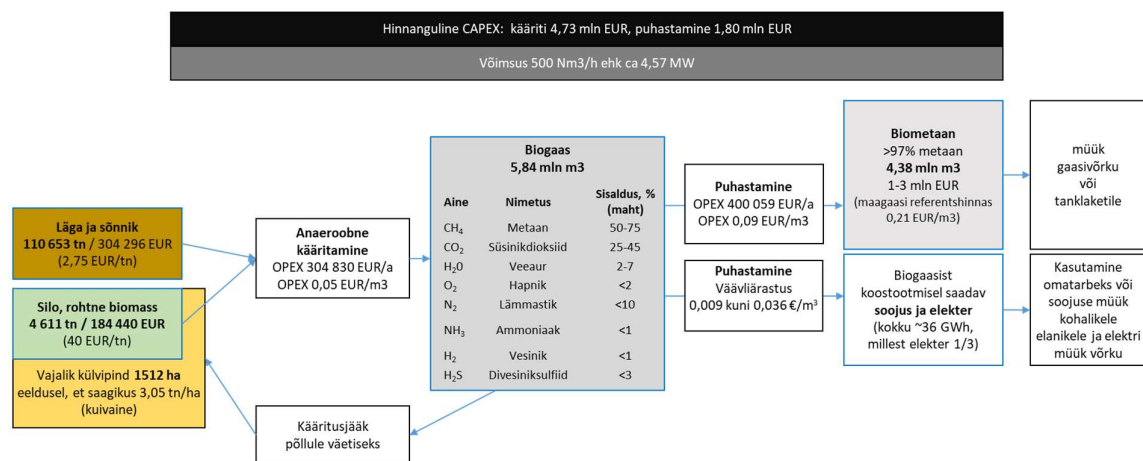 Hinnanguline CAPEX: kääriti 4,73 mln EUR, puhastamine 1,80 mln EUR
Võimsus 500 Nm3/h ehk ca 4,57 MW
Läga ja sõnnik
110 653 tn / 304 296 EUR
(2,75 EUR/tn)
Silo, rohtne biomass
4 611 tn / 184 440 EUR
(40 EUR/tn)
Vajalik külvipind 1512 ha
eeldusel, et saagikus 3,05 tn/ha
(kuivaine)
Anaeroobne
kääritamine
OPEX 304 830 EUR/a
OPEX 0,05 EUR/m3
Kääritusjääk
põllule väetiseks
Biogaas
5,84 mln m3
Aine Nimetus Sisaldus, %
(maht)
CH₄ Metaan 50-75
CO₂ Süsinikdioksiid 25-45
H₂0 Veeaur 2-7
O₂ Hapnik <2
N₂ Lämmastik <10
NH₃ Ammoniaak <1
H₂ Vesinik <1
H₂S Divesiniksulfiid <3
Puhastamine
OPEX 400 059 EUR/a
OPEX 0,09 EUR/m3
Puhastamine
Väävliärastus
0,009 kuni 0,036 €/m³
Biometaan
>97% metaan
4,38 mln m3
1-3 mln EUR
(maagaasi referentshinnas
0,21 EUR/m3)
Biogaasist
koostootmisel saadav
soojus ja elekter
(kokku ~36 GWh,
millest elekter 1/3)
müük
gaasivõrku
või
tanklaketile
Kasutamine
omatarbeks või
soojuse müük
kohalikele
elanikele ja elektri
müük võrku